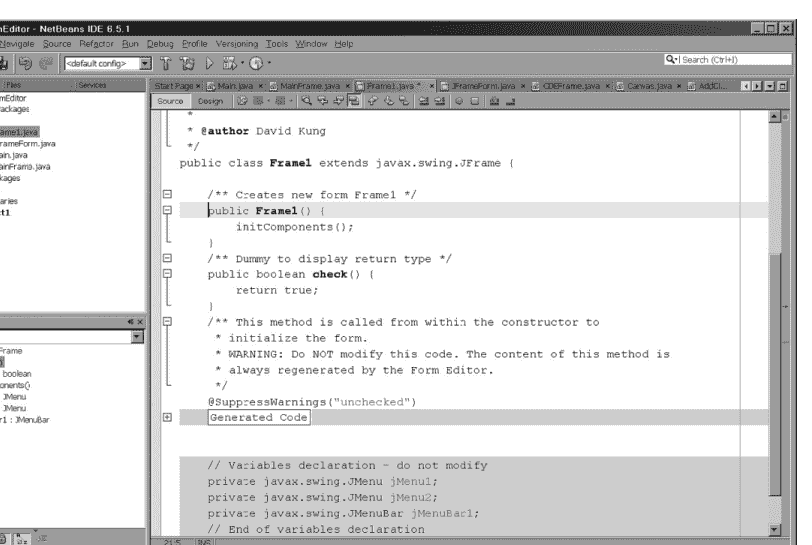 mEditor - NetBeans IDE 6.5.1
Navigate Source Refactor Run Debug Profile Versioning Tools Window Help
<default config>
Search (Ctrl+I)
Files Services
Start Page Main.java MainFrame.java Frame1.java * JFrameForm.java CDEFrame.java Canvas.java AddCl...
Source Design
mEditor
Packages
rame1.java
rameForm.java
ain.java
ainFrame.java
kages
aries
ct1
*
* @author David Kung
*/
public class Frame1 extends javax.swing.JFrame {
/** Creates new form Frame1 */
public Frame1() {
initComponents();
}
/** Dummy to display return type */
public boolean check() {
return true;
}
/** This method is called from within the constructor to
* initialize the form.
* WARNING: Do NOT modify this code. The content of this method is
* always regenerated by the Form Editor.
*/
@SuppressWarnings("unchecked")
Generated Code
// Variables declaration - do not modify
private javax.swing.JMenu jMenu1;
private javax.swing.JMenu jMenu2;
private javax.swing.JMenuBar jMenuBar1;
// End of variables declaration
Frame
boolean
onents()
JMenu
JMenu
r1 : JMenuBar
21:5 INS